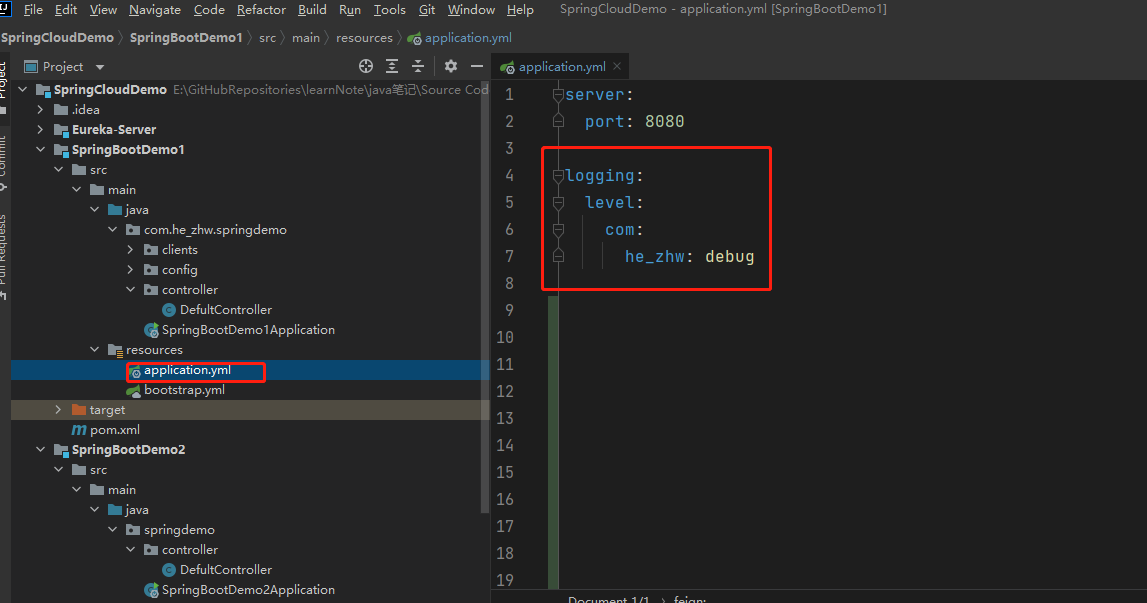 File Edit View Navigate Code Refactor Build Run Tools Git Window Help SpringCloudDemo - application.yml [SpringBootDemo1]
SpringCloudDemo SpringBootDemo1 src main resources application.yml
Project
Project
Commit
Pull Requests
SpringCloudDemo E:\GitHubRepositories\learnNote\java笔记\Source Cod
.idea
Eureka-Server
SpringBootDemo1
src
main
java
com.he_zhw.springdemo
clients
config
controller
DefultController
SpringBootDemo1Application
resources
application.yml
bootstrap.yml
target
pom.xml
SpringBootDemo2
src
main
java
springdemo
controller
DefultController
SpringBootDemo2Application
application.yml
1 server:
2 port: 8080
3
4 logging:
5 level:
6 com:
7 he_zhw: debug
8
9
10
11
12
13
14
15
16
17
18
19
Document 1/1 feign: